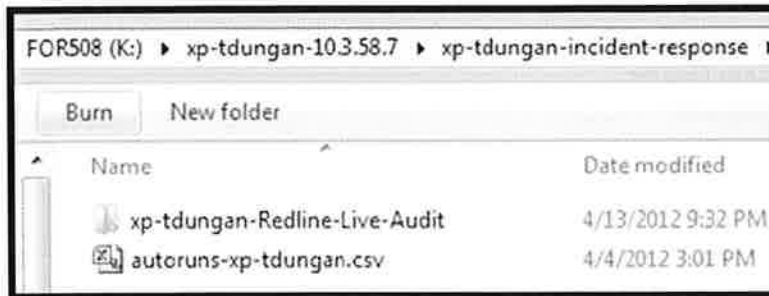 FOR508 (K:) ▸ xp-tdungan-10.3.58.7 ▸ xp-tdungan-incident-response ▸
Burn New folder
Name Date modified
xp-tdungan-Redline-Live-Audit 4/13/2012 9:32 PM
autoruns-xp-tdungan.csv 4/4/2012 3:01 PM